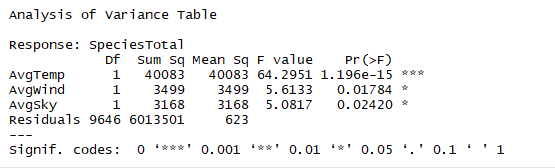 Analysis of Variance Table
Response: SpeciesTotal
Df Sum Sq Mean Sq F value Pr(>F)
AvgTemp 1 40083 40083 64.2951 1.196e-15 ***
AvgWind 1 3499 3499 5.6133 0.01784 *
AvgSky 1 3168 3168 5.0817 0.02420 *
Residuals 9646 6013501 623
---
Signif. codes: 0 ‘***’ 0.001 ‘**’ 0.01 ‘*’ 0.05 ‘.’ 0.1 ‘ ’ 1